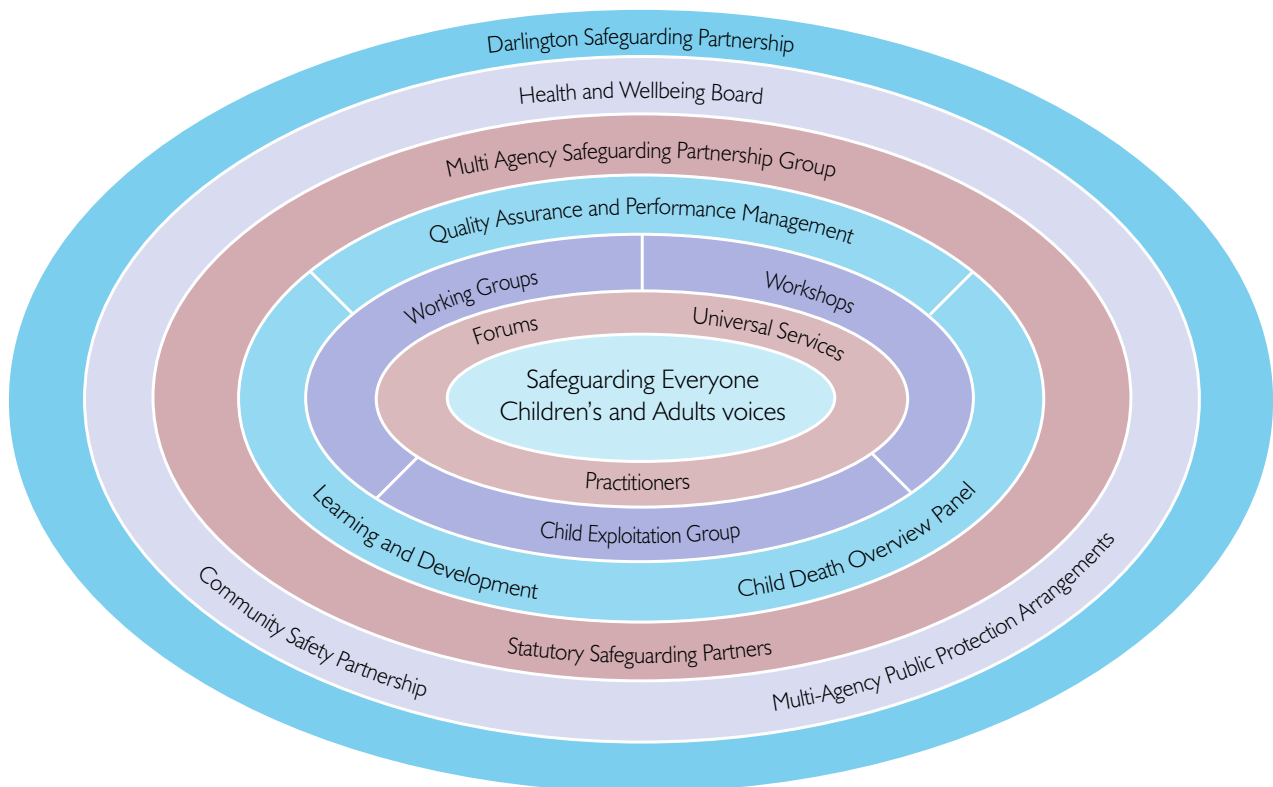 Darlington Safeguarding Partnership
Health and Wellbeing Board
Multi Agency Safeguarding Partnership Group
Quality Assurance and Performance Management
Working Groups
Workshops
Forums
Universal Services
Safeguarding Everyone
Children’s and Adults voices
Practitioners
Child Exploitation Group
Learning and Development
Child Death Overview Panel
Statutory Safeguarding Partners
Community Safety Partnership
Multi-Agency Public Protection Arrangements